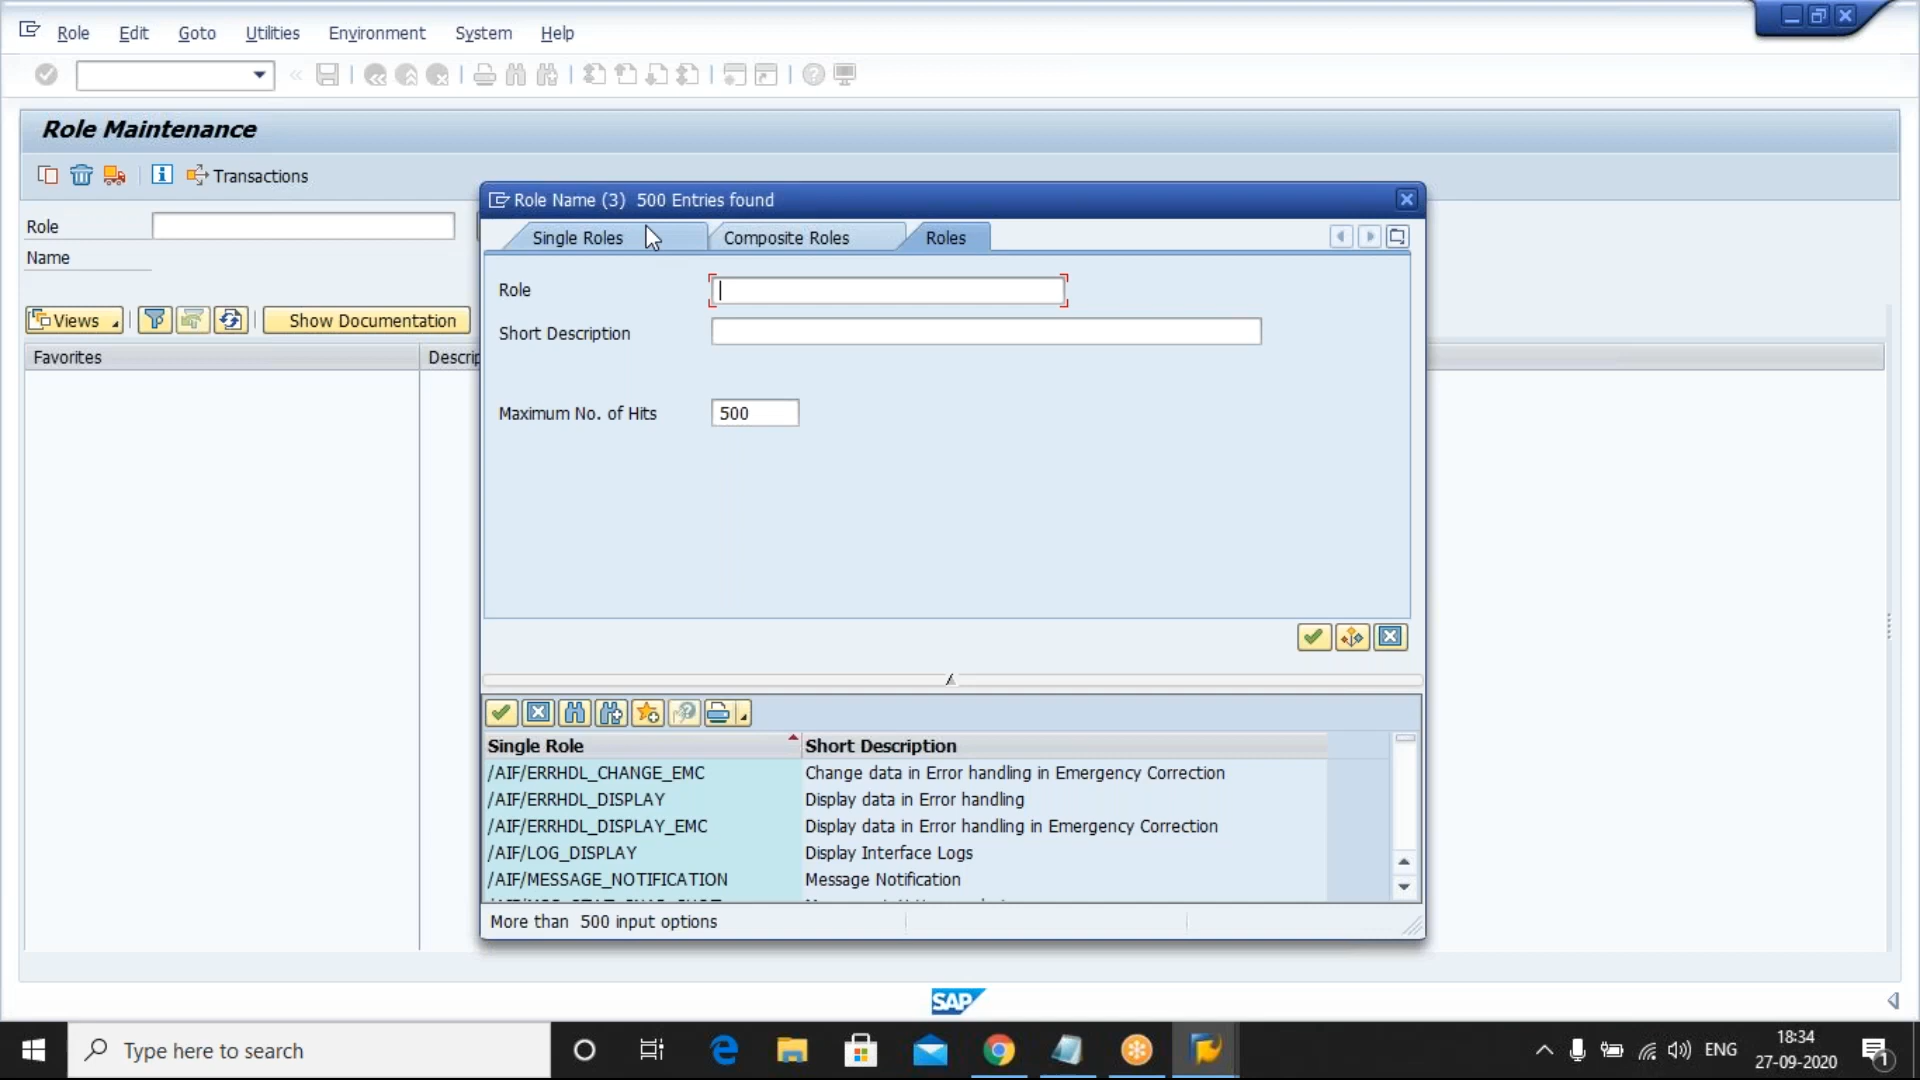 Role Edit Goto Utilities Environment System Help
Role Maintenance
Transactions
Role
Name
Views
Show Documentation
Favorites
Descrip
Role Name (3) 500 Entries found
Single Roles
Composite Roles
Roles
Role
Short Description
Maximum No. of Hits 500
Single Role Short Description
/AIF/ERRHDL_CHANGE_EMC Change data in Error handling in Emergency Correction
/AIF/ERRHDL_DISPLAY Display data in Error handling
/AIF/ERRHDL_DISPLAY_EMC Display data in Error handling in Emergency Correction
/AIF/LOG_DISPLAY Display Interface Logs
/AIF/MESSAGE_NOTIFICATION Message Notification
More than 500 input options
SAP
Type here to search
ENG
18:34
27-09-2020
1